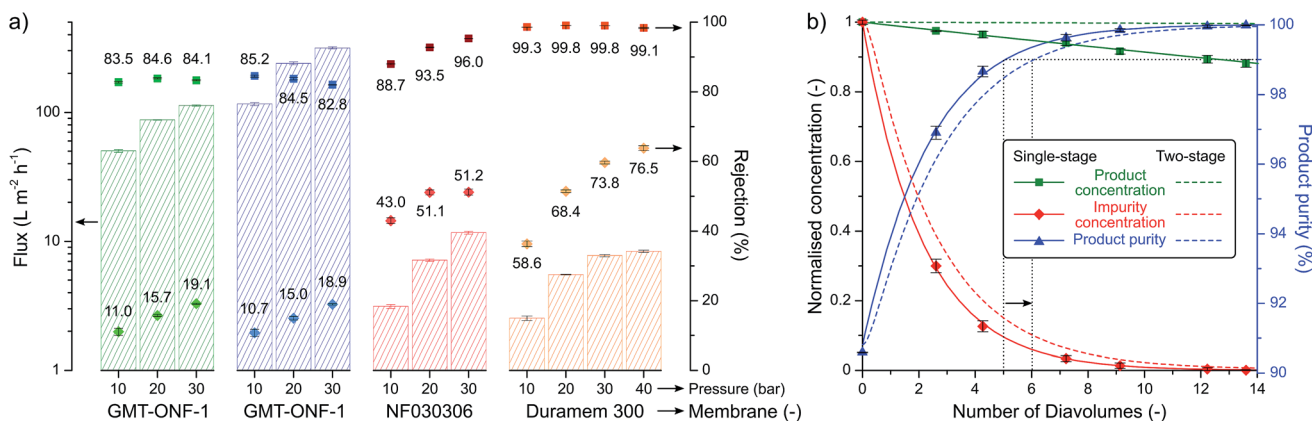 a)
Flux (L m⁻² h⁻¹)
100
10
1
83.5 84.6 84.1
11.0 15.7 19.1
85.2 84.5 82.8
10.7 15.0 18.9
88.7 93.5 96.0
43.0 51.1 51.2
99.3 99.8 99.8 99.1
58.6 68.4 73.8 76.5
100
80
60
40
20
0
Rejection (%)
10 20 30 10 20 30 10 20 30 10 20 30 40
Pressure (bar)
GMT-ONF-1 GMT-ONF-1 NF030306 Duramem 300
Membrane (-)
b)
Normalised concentration (-)
1
0.8
0.6
0.4
0.2
0
Single-stage Two-stage
Product concentration
Impurity concentration
Product purity
100
98
96
94
92
91
90
Product purity (%)
0 2 4 6 8 10 12 14
Number of Diavolumes (-)